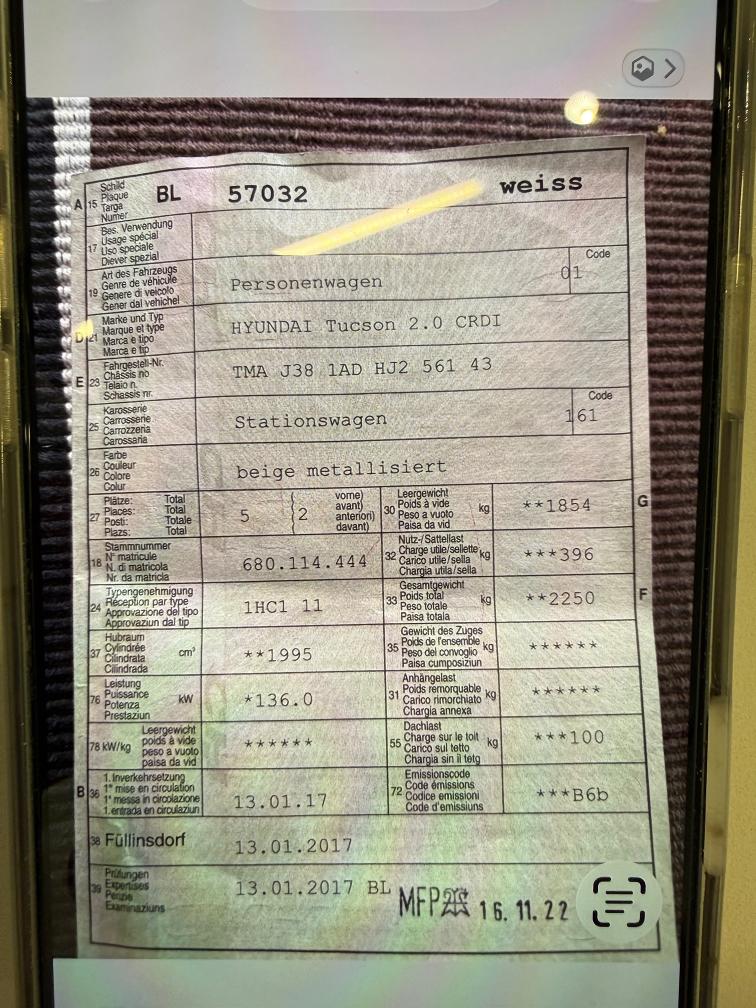 A 15 Schild Plaque Targa Numer BL 57032 weiss
17 Bes. Verwendung Usage spécial Uso speciale Diever spezial
19 Art des Fahrzeugs Genre de véhicule Genere di veicolo Gener dal vehichel Personenwagen Code 01
D 21 Marke und Typ Marque et type Marca e tipo Marca e tip HYUNDAI Tucson 2.0 CRDI
E 23 Fahrgestell-Nr. Châssis no Telaio n. Schassis nr. TMA J38 1AD HJ2 561 43
25 Karosserie Carrosserie Carrozzeria Carossaria Stationswagen Code 161
26 Farbe Couleur Colore Colur beige metallisiert
27 Plätze: Total Places: Total Posti: Totale Plazs: Total 5 (2 vorne) avant) anteriori) davant)
30 Leergewicht Poids à vide Peso a vuoto Paisa da vid kg **1854 G
18 Stammnummer N° matricule N. di matricola Nr. da matricla 680.114.444
32 Nutz-/Sattellast Charge utile/sellette Carico utile/sella Chargia utila/sella kg ***396
24 Typengenehmigung Réception par type Approvazione del tipo Approvaziun dal tip 1HC1 11
33 Gesamtgewicht Poids total Peso totale Paisa totala kg **2250 F
37 Hubraum Cylindrée Cilindrata Cilindrada cm³ **1995
35 Gewicht des Zuges Poids de l'ensemble Peso del convoglio Paisa cumposiziun kg ******
76 Leistung Puissance Potenza Prestaziun kW *136.0
31 Anhängelast Poids remorquable Carico rimorchiato Chargia annexa kg ******
78 kW/kg Leergewicht poids à vide peso a vuoto paisa da vid ******
55 Dachlast Charge sur le toit Carico sul tetto Chargia sin il tetg kg ***100
B 36 1. Inverkehrsetzung 1re mise en circulation 1a messa in circolazione 1. entrada en circulaziun 13.01.17
72 Emissionscode Code émissions Codice emissioni Code d'emissiuns ***B6b
38 Füllinsdorf 13.01.2017
39 Prüfungen Expertises Perizie Examinaziuns 13.01.2017 BL MFP 16.11.22